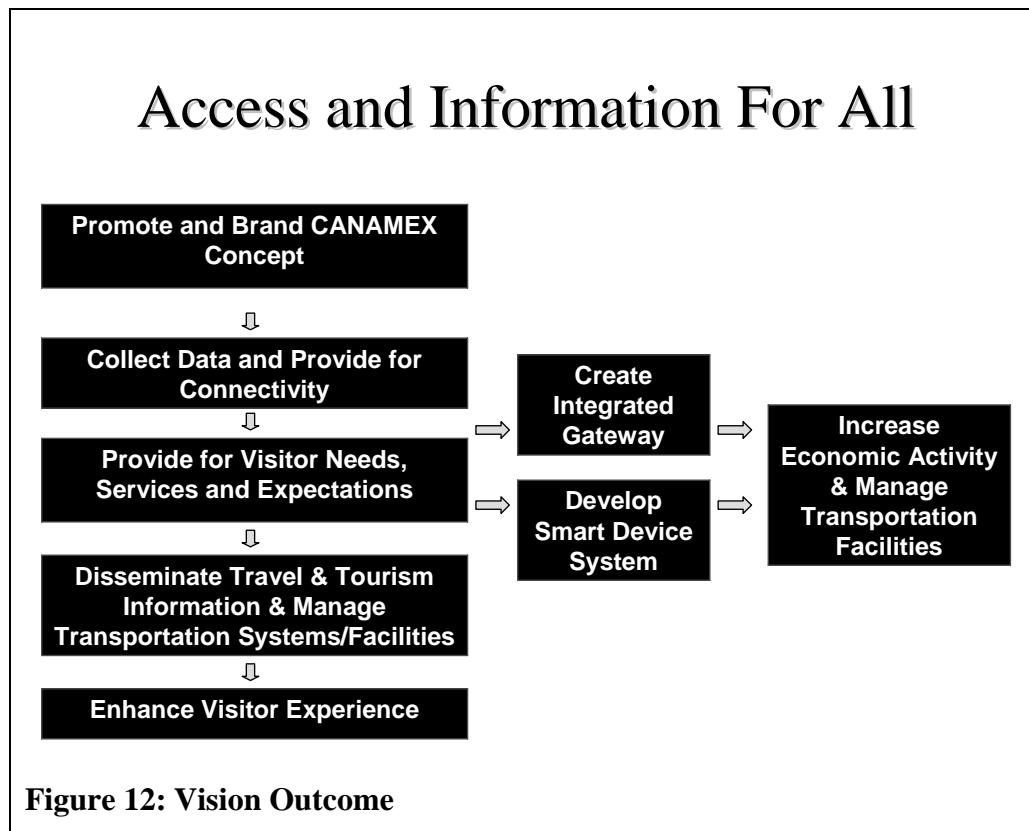 Access and Information For All
Promote and Brand CANAMEX
Concept
Collect Data and Provide for
Connectivity
Provide for Visitor Needs,
Services and Expectations
Disseminate Travel & Tourism
Information & Manage
Transportation Systems/Facilities
Enhance Visitor Experience
Create
Integrated
Gateway
Develop
Smart Device
System
Increase
Economic Activity
& Manage
Transportation
Facilities
Figure 12: Vision Outcome